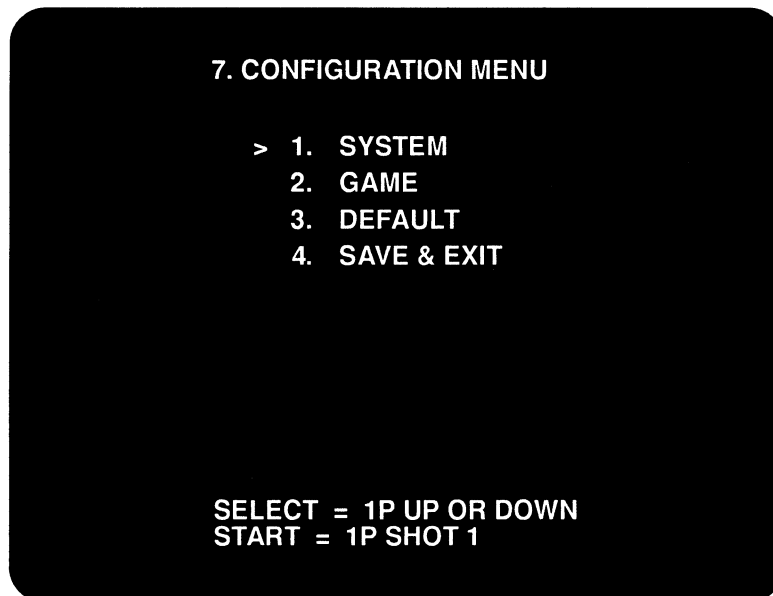 7. CONFIGURATION MENU
> 1. SYSTEM
2. GAME
3. DEFAULT
4. SAVE & EXIT
SELECT = 1P UP OR DOWN
START = 1P SHOT 1